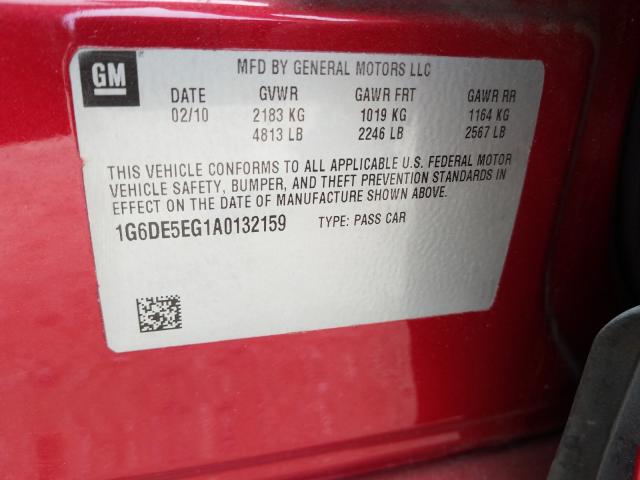 GM
MFD BY GENERAL MOTORS LLC
DATE GVWR GAWR FRT GAWR RR
02/10 2183 KG 1019 KG 1164 KG
4813 LB 2246 LB 2567 LB
THIS VEHICLE CONFORMS TO ALL APPLICABLE U.S. FEDERAL MOTOR
VEHICLE SAFETY, BUMPER, AND THEFT PREVENTION STANDARDS IN
EFFECT ON THE DATE OF MANUFACTURE SHOWN ABOVE.
1G6DE5EG1A0132159 TYPE: PASS CAR